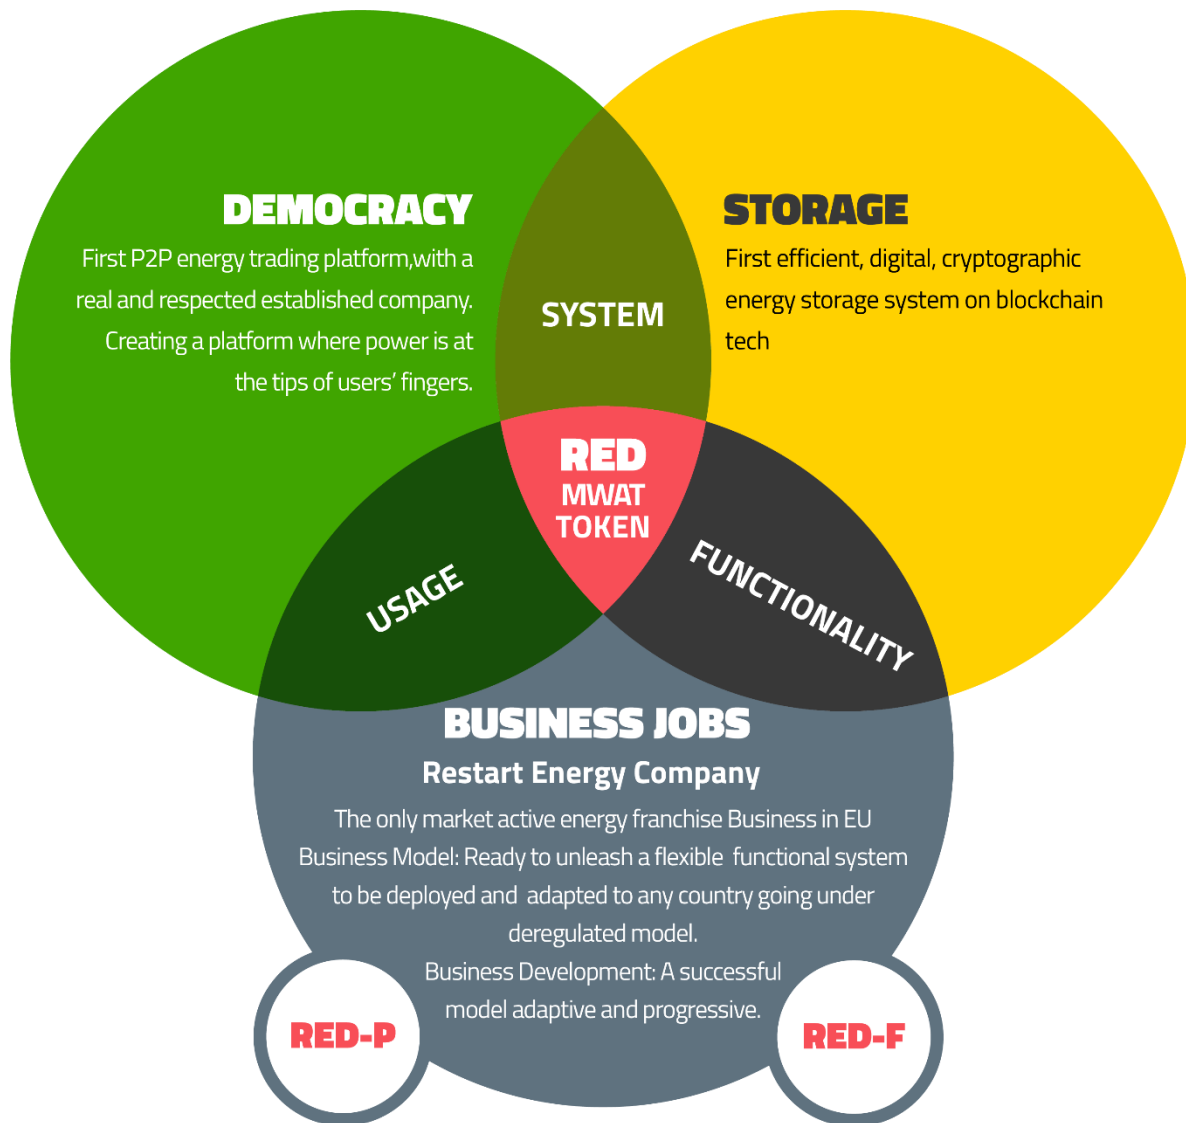 DEMOCRACY
First P2P energy trading platform,with a
real and respected established company.
Creating a platform where power is at
the tips of users’ fingers.
SYSTEM
STORAGE
First efficient, digital, cryptographic
energy storage system on blockchain
tech
RED
MWAT
TOKEN
USAGE
FUNCTIONALITY
BUSINESS JOBS
Restart Energy Company
The only market active energy franchise Business in EU
Business Model: Ready to unleash a flexible functional system
to be deployed and adapted to any country going under
deregulated model.
Business Development: A successful
model adaptive and progressive.
RED-P
RED-F